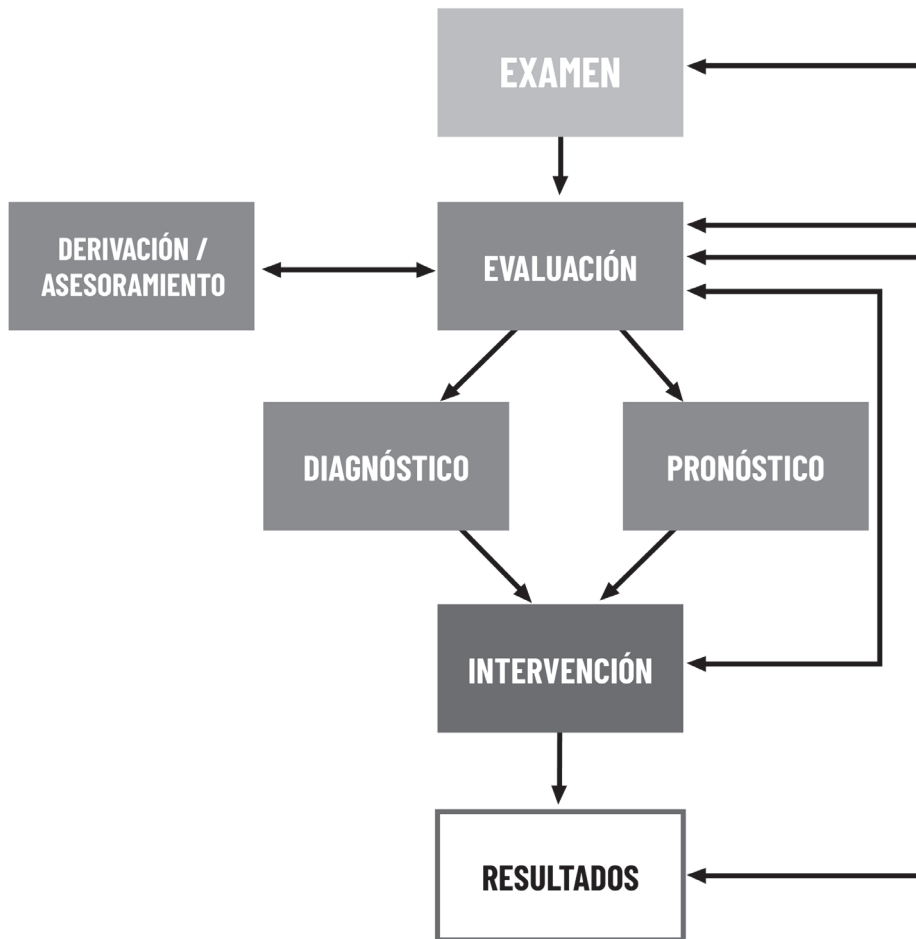 EXAMEN
DERIVACIÓN /
ASESORAMIENTO
EVALUACIÓN
DIAGNÓSTICO
PRONÓSTICO
INTERVENCIÓN
RESULTADOS